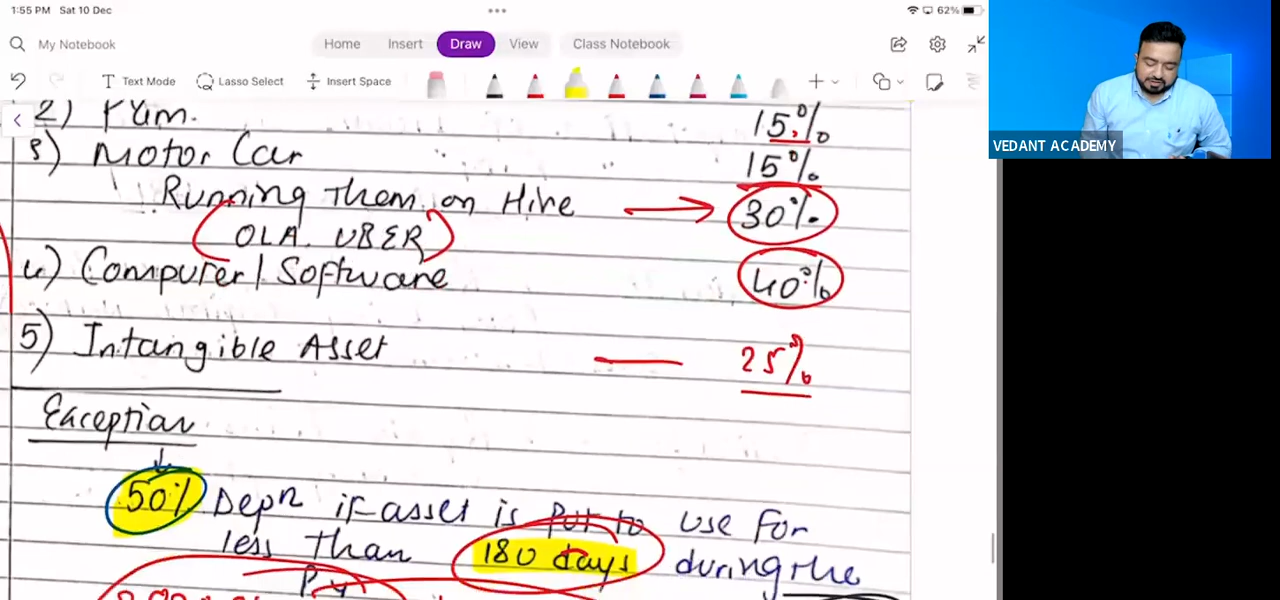 1:55 PM Sat 10 Dec
62%
My Notebook
Home Insert Draw View Class Notebook
Text Mode Lasso Select Insert Space
VEDANT ACADEMY
2) P&m. 15%
3) Motor Car 15%
Running Them on Hire → 30%
(OLA. UBER)
4) Computer/Software 40%
5) Intangible Asset — 25%
Exception
50% Depn if asset is put to use for
less than 180 days during the
P.y